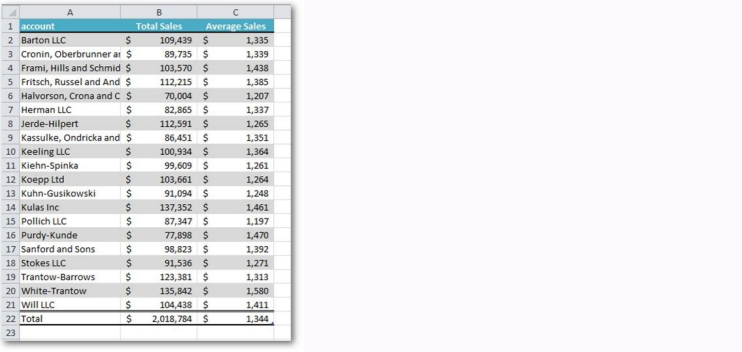 A B C
1 account Total Sales Average Sales
2 Barton LLC $ 109,439 $ 1,335
3 Cronin, Oberbrunner ar $ 89,735 $ 1,339
4 Frami, Hills and Schmid $ 103,570 $ 1,438
5 Fritsch, Russel and And $ 112,215 $ 1,385
6 Halvorson, Crona and C $ 70,004 $ 1,207
7 Herman LLC $ 82,865 $ 1,337
8 Jerde-Hilpert $ 112,591 $ 1,265
9 Kassulke, Ondricka and $ 86,451 $ 1,351
10 Keeling LLC $ 100,934 $ 1,364
11 Kiehn-Spinka $ 99,609 $ 1,261
12 Koepp Ltd $ 103,661 $ 1,264
13 Kuhn-Gusikowski $ 91,094 $ 1,248
14 Kulas Inc $ 137,352 $ 1,461
15 Pollich LLC $ 87,347 $ 1,197
16 Purdy-Kunde $ 77,898 $ 1,470
17 Sanford and Sons $ 98,823 $ 1,392
18 Stokes LLC $ 91,536 $ 1,271
19 Trantow-Barrows $ 123,381 $ 1,313
20 White-Trantow $ 135,842 $ 1,580
21 Will LLC $ 104,438 $ 1,411
22 Total $ 2,018,784 $ 1,344
23